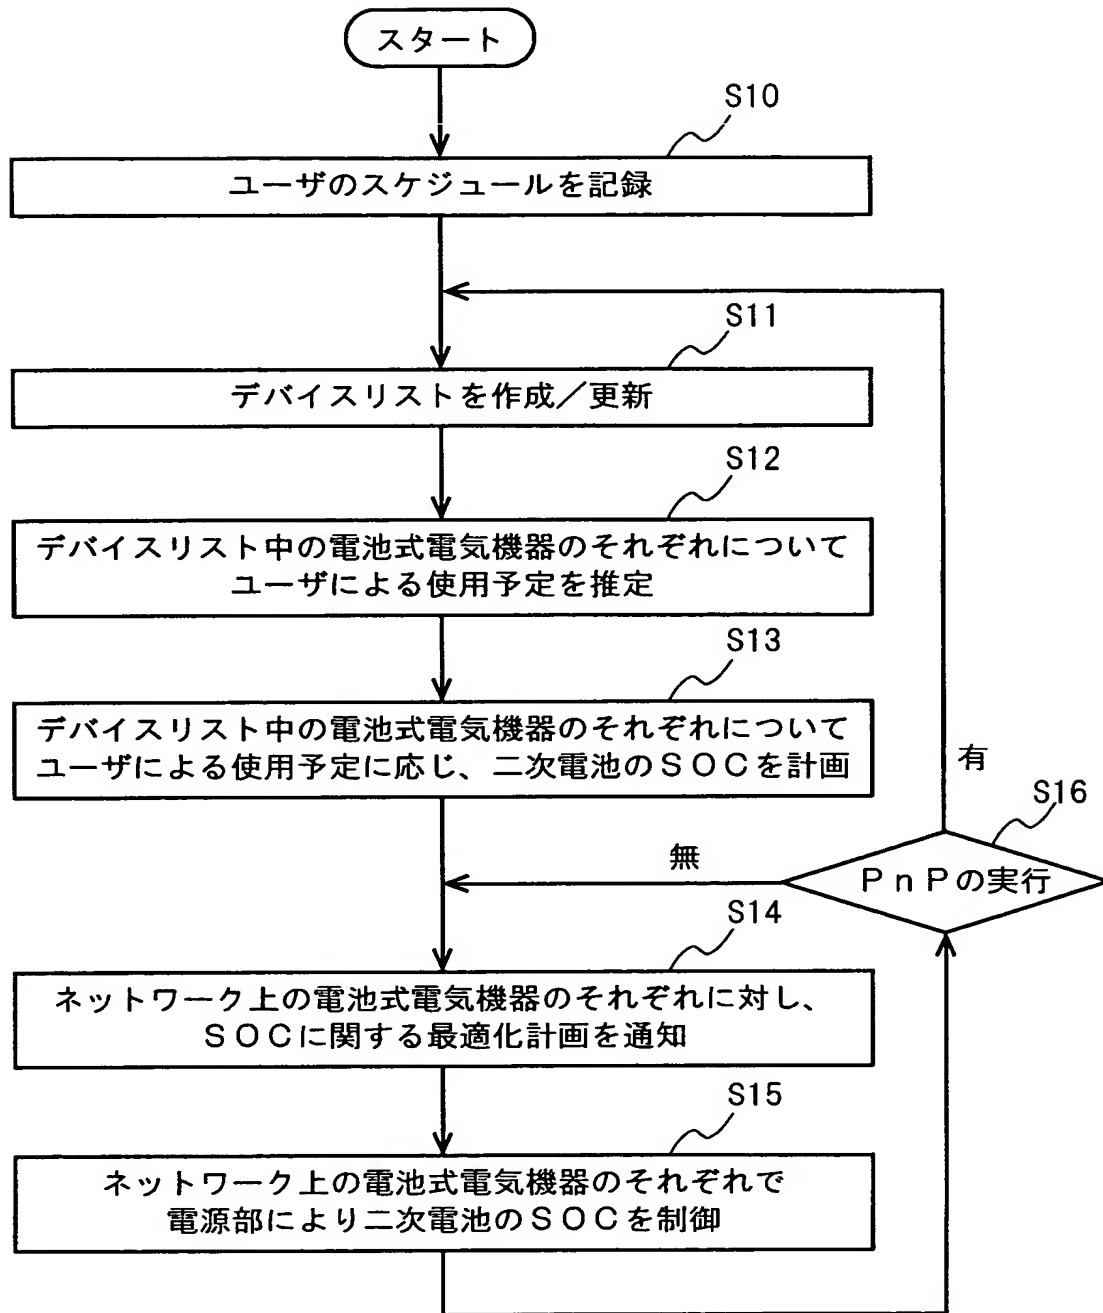 スタート
S10
ユーザのスケジュールを記録
S11
デバイスリストを作成／更新
S12
デバイスリスト中の電池式電気機器のそれぞれについて
ユーザによる使用予定を推定
S13
デバイスリスト中の電池式電気機器のそれぞれについて
ユーザによる使用予定に応じ、二次電池のＳＯＣを計画
有
S16
無
ＰｎＰの実行
S14
ネットワーク上の電池式電気機器のそれぞれに対し、
ＳＯＣに関する最適化計画を通知
S15
ネットワーク上の電池式電気機器のそれぞれで
電源部により二次電池のＳＯＣを制御